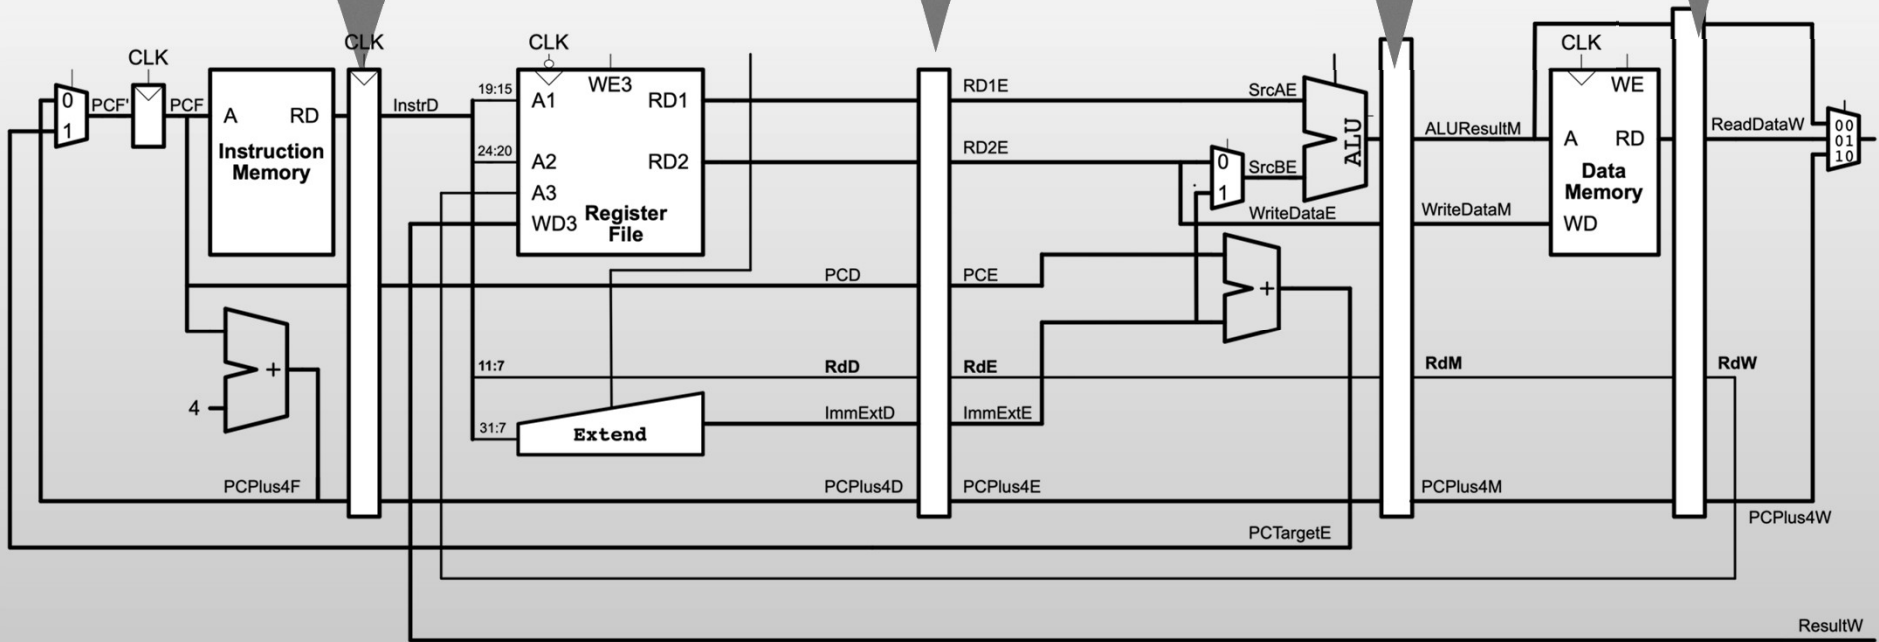 CLK
CLK
CLK
CLK
0
1
PCF'
PCF
A
RD
Instruction
Memory
InstrD
19:15
24:20
A1
A2
A3
WD3
WE3
RD1
RD2
Register
File
RD1E
RD2E
0
1
SrcAE
SrcBE
ALU
WriteDataE
ALUResultM
WriteDataM
WE
A
RD
Data
Memory
WD
ReadDataW
00
01
10
PCD
PCE
+
4
+
11:7
RdD
RdE
RdM
RdW
31:7
Extend
ImmExtD
ImmExtE
PCPlus4F
PCPlus4D
PCPlus4E
PCPlus4M
PCPlus4W
PCTargetE
ResultW